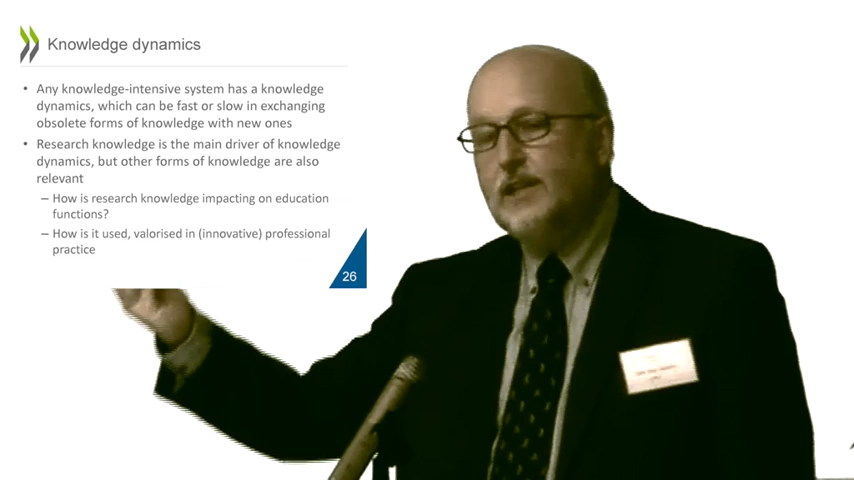 Knowledge dynamics
• Any knowledge-intensive system has a knowledge
dynamics, which can be fast or slow in exchanging
obsolete forms of knowledge with new ones
• Research knowledge is the main driver of knowledge
dynamics, but other forms of knowledge are also
relevant
– How is research knowledge impacting on education
functions?
– How is it used, valorised in (innovative) professional
practice
26